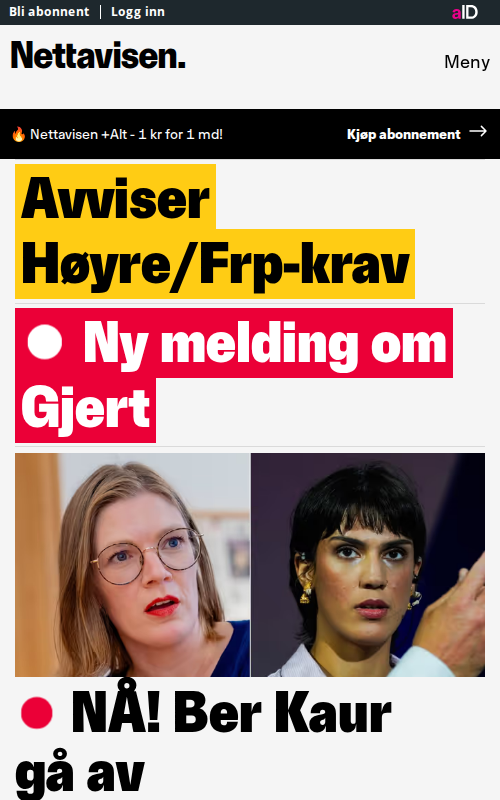 Bli abonnent | Logg inn
aID
Nettavisen.
Meny
🔥 Nettavisen +Alt - 1 kr for 1 md!
Kjøp abonnement →
Avviser
Høyre/Frp-krav
Ny melding om
Gjert
NÅ! Ber Kaur
gå av